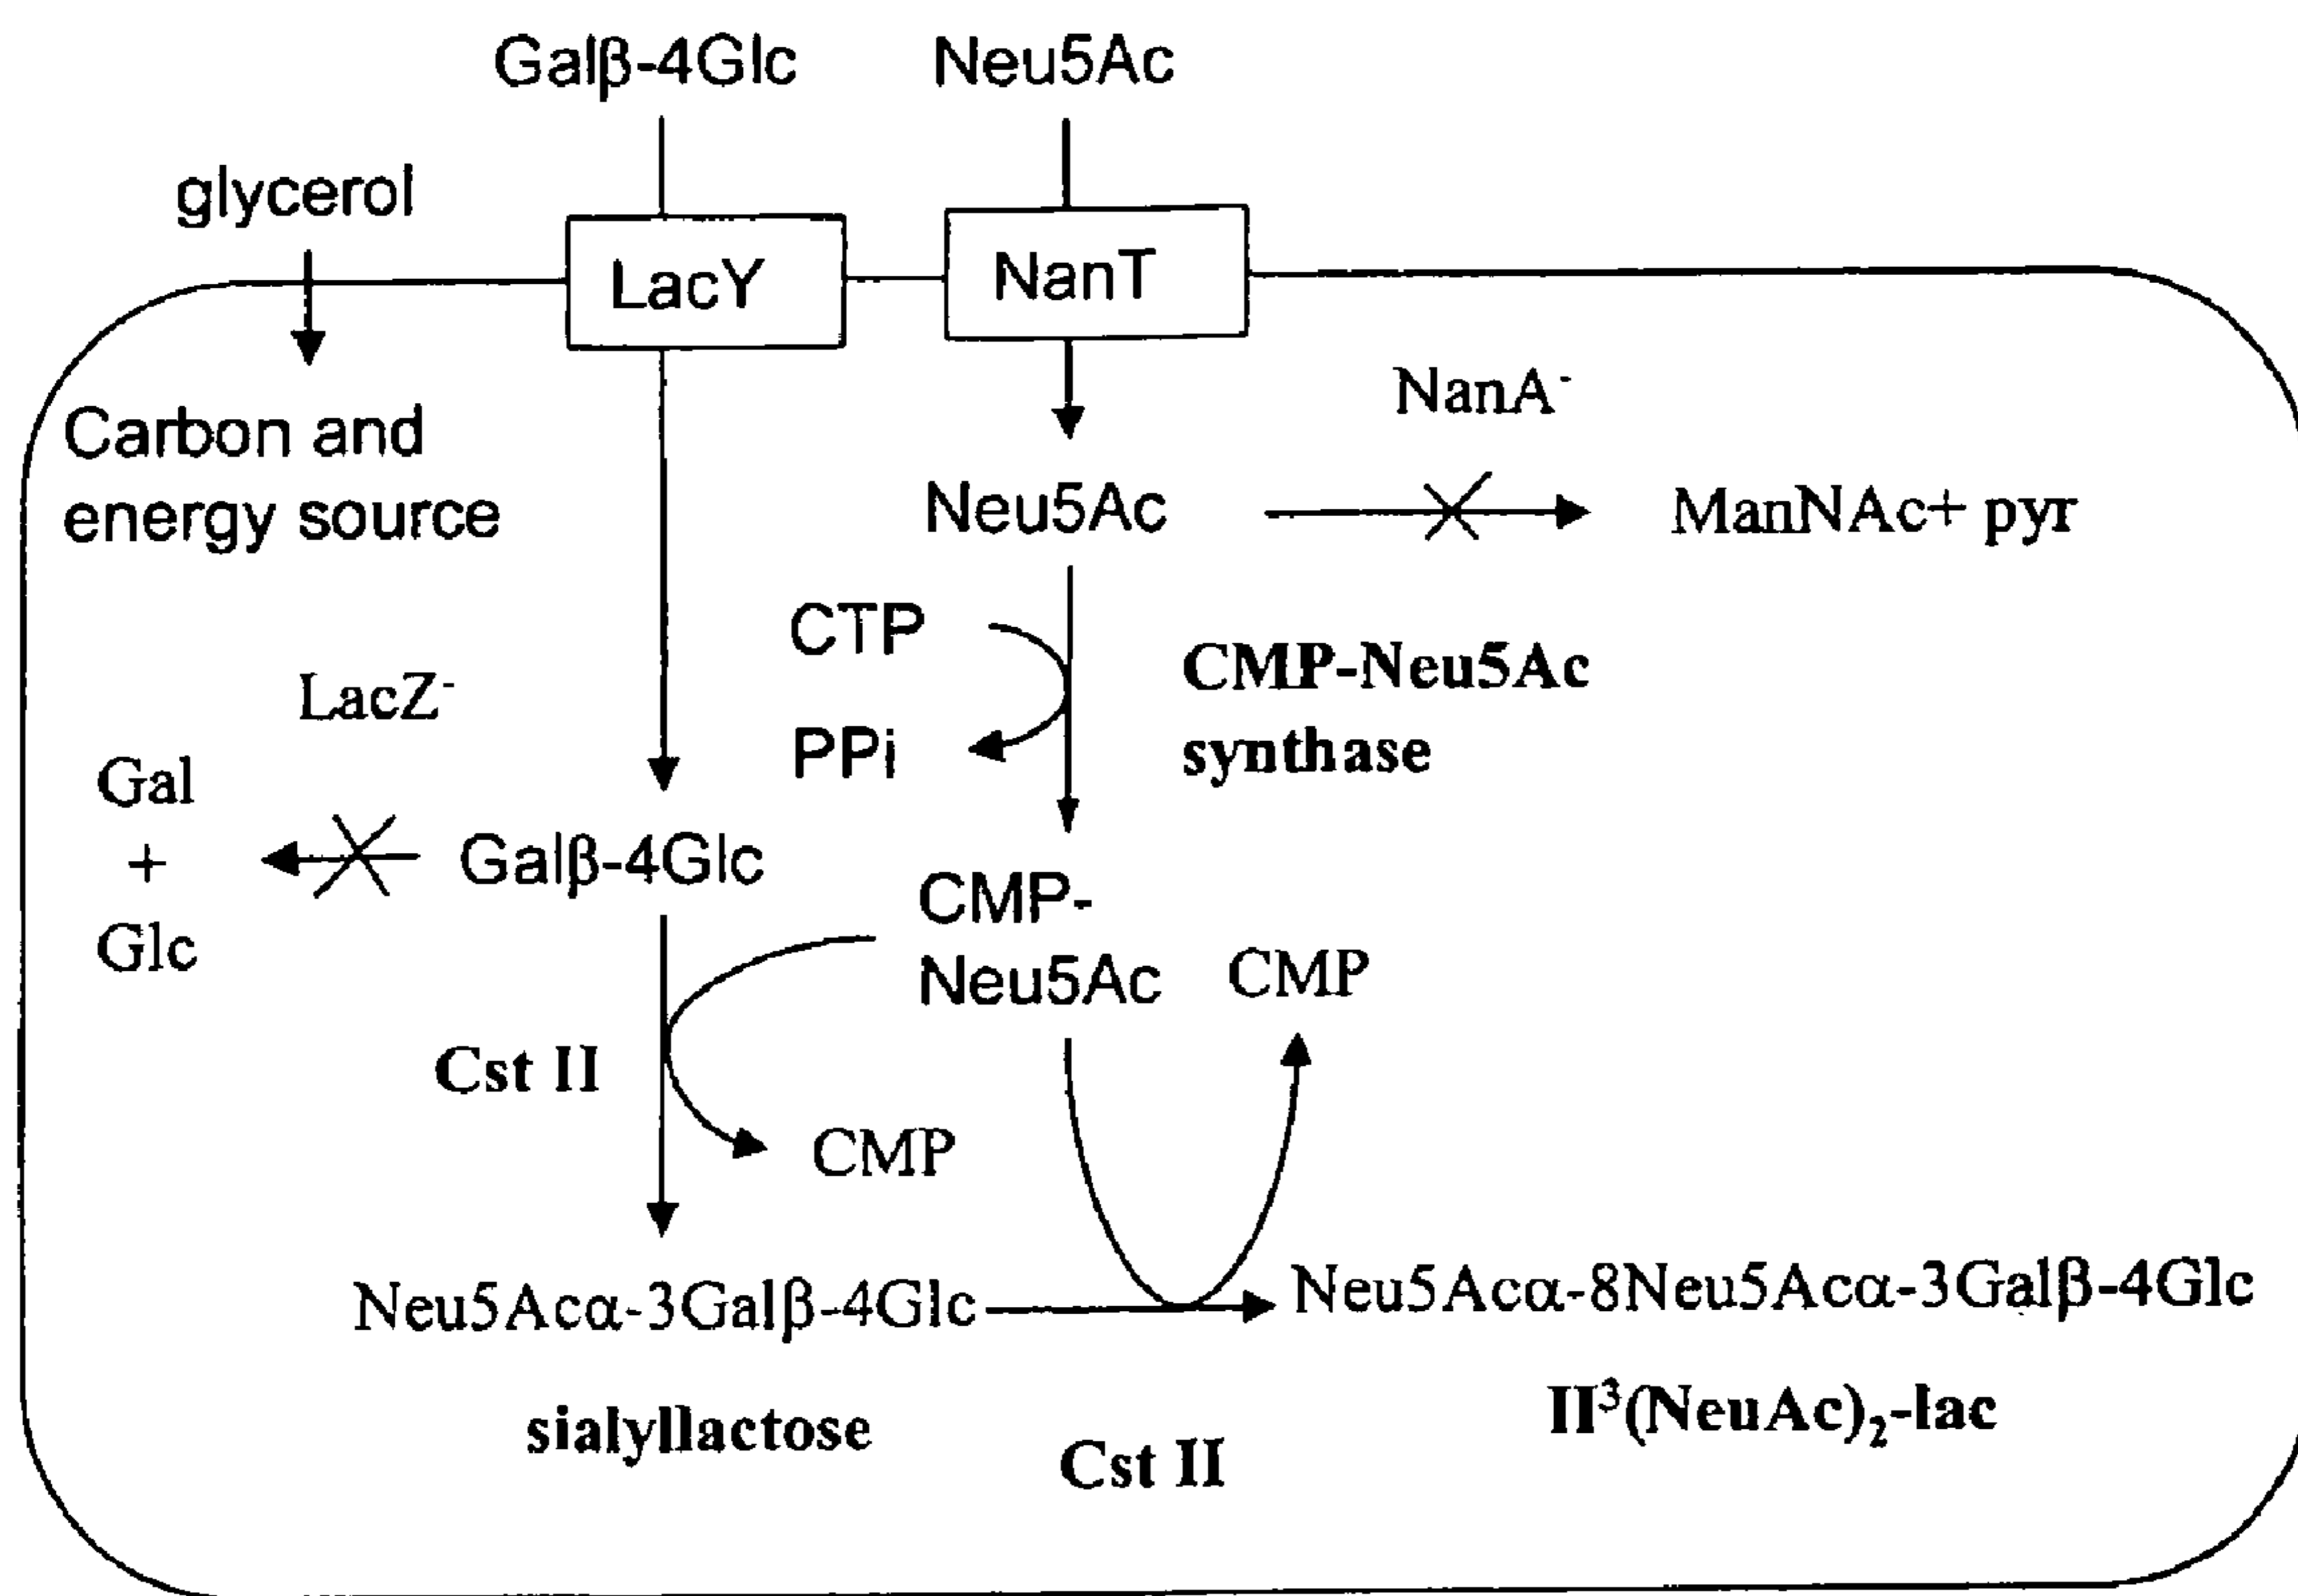 Galβ-4Glc
Neu5Ac
glycerol
LacY
NanT
NanA⁻
Carbon and
energy source
Neu5Ac
ManNAc+ pyr
CTP
CMP-Neu5Ac
synthase
PPi
LacZ⁻
Gal
+
Glc
Galβ-4Glc
CMP-
Neu5Ac
CMP
Cst II
CMP
Neu5Acα-3Galβ-4Glc
Neu5Acα-8Neu5Acα-3Galβ-4Glc
sialyllactose
II³(NeuAc)₂-lac
Cst II